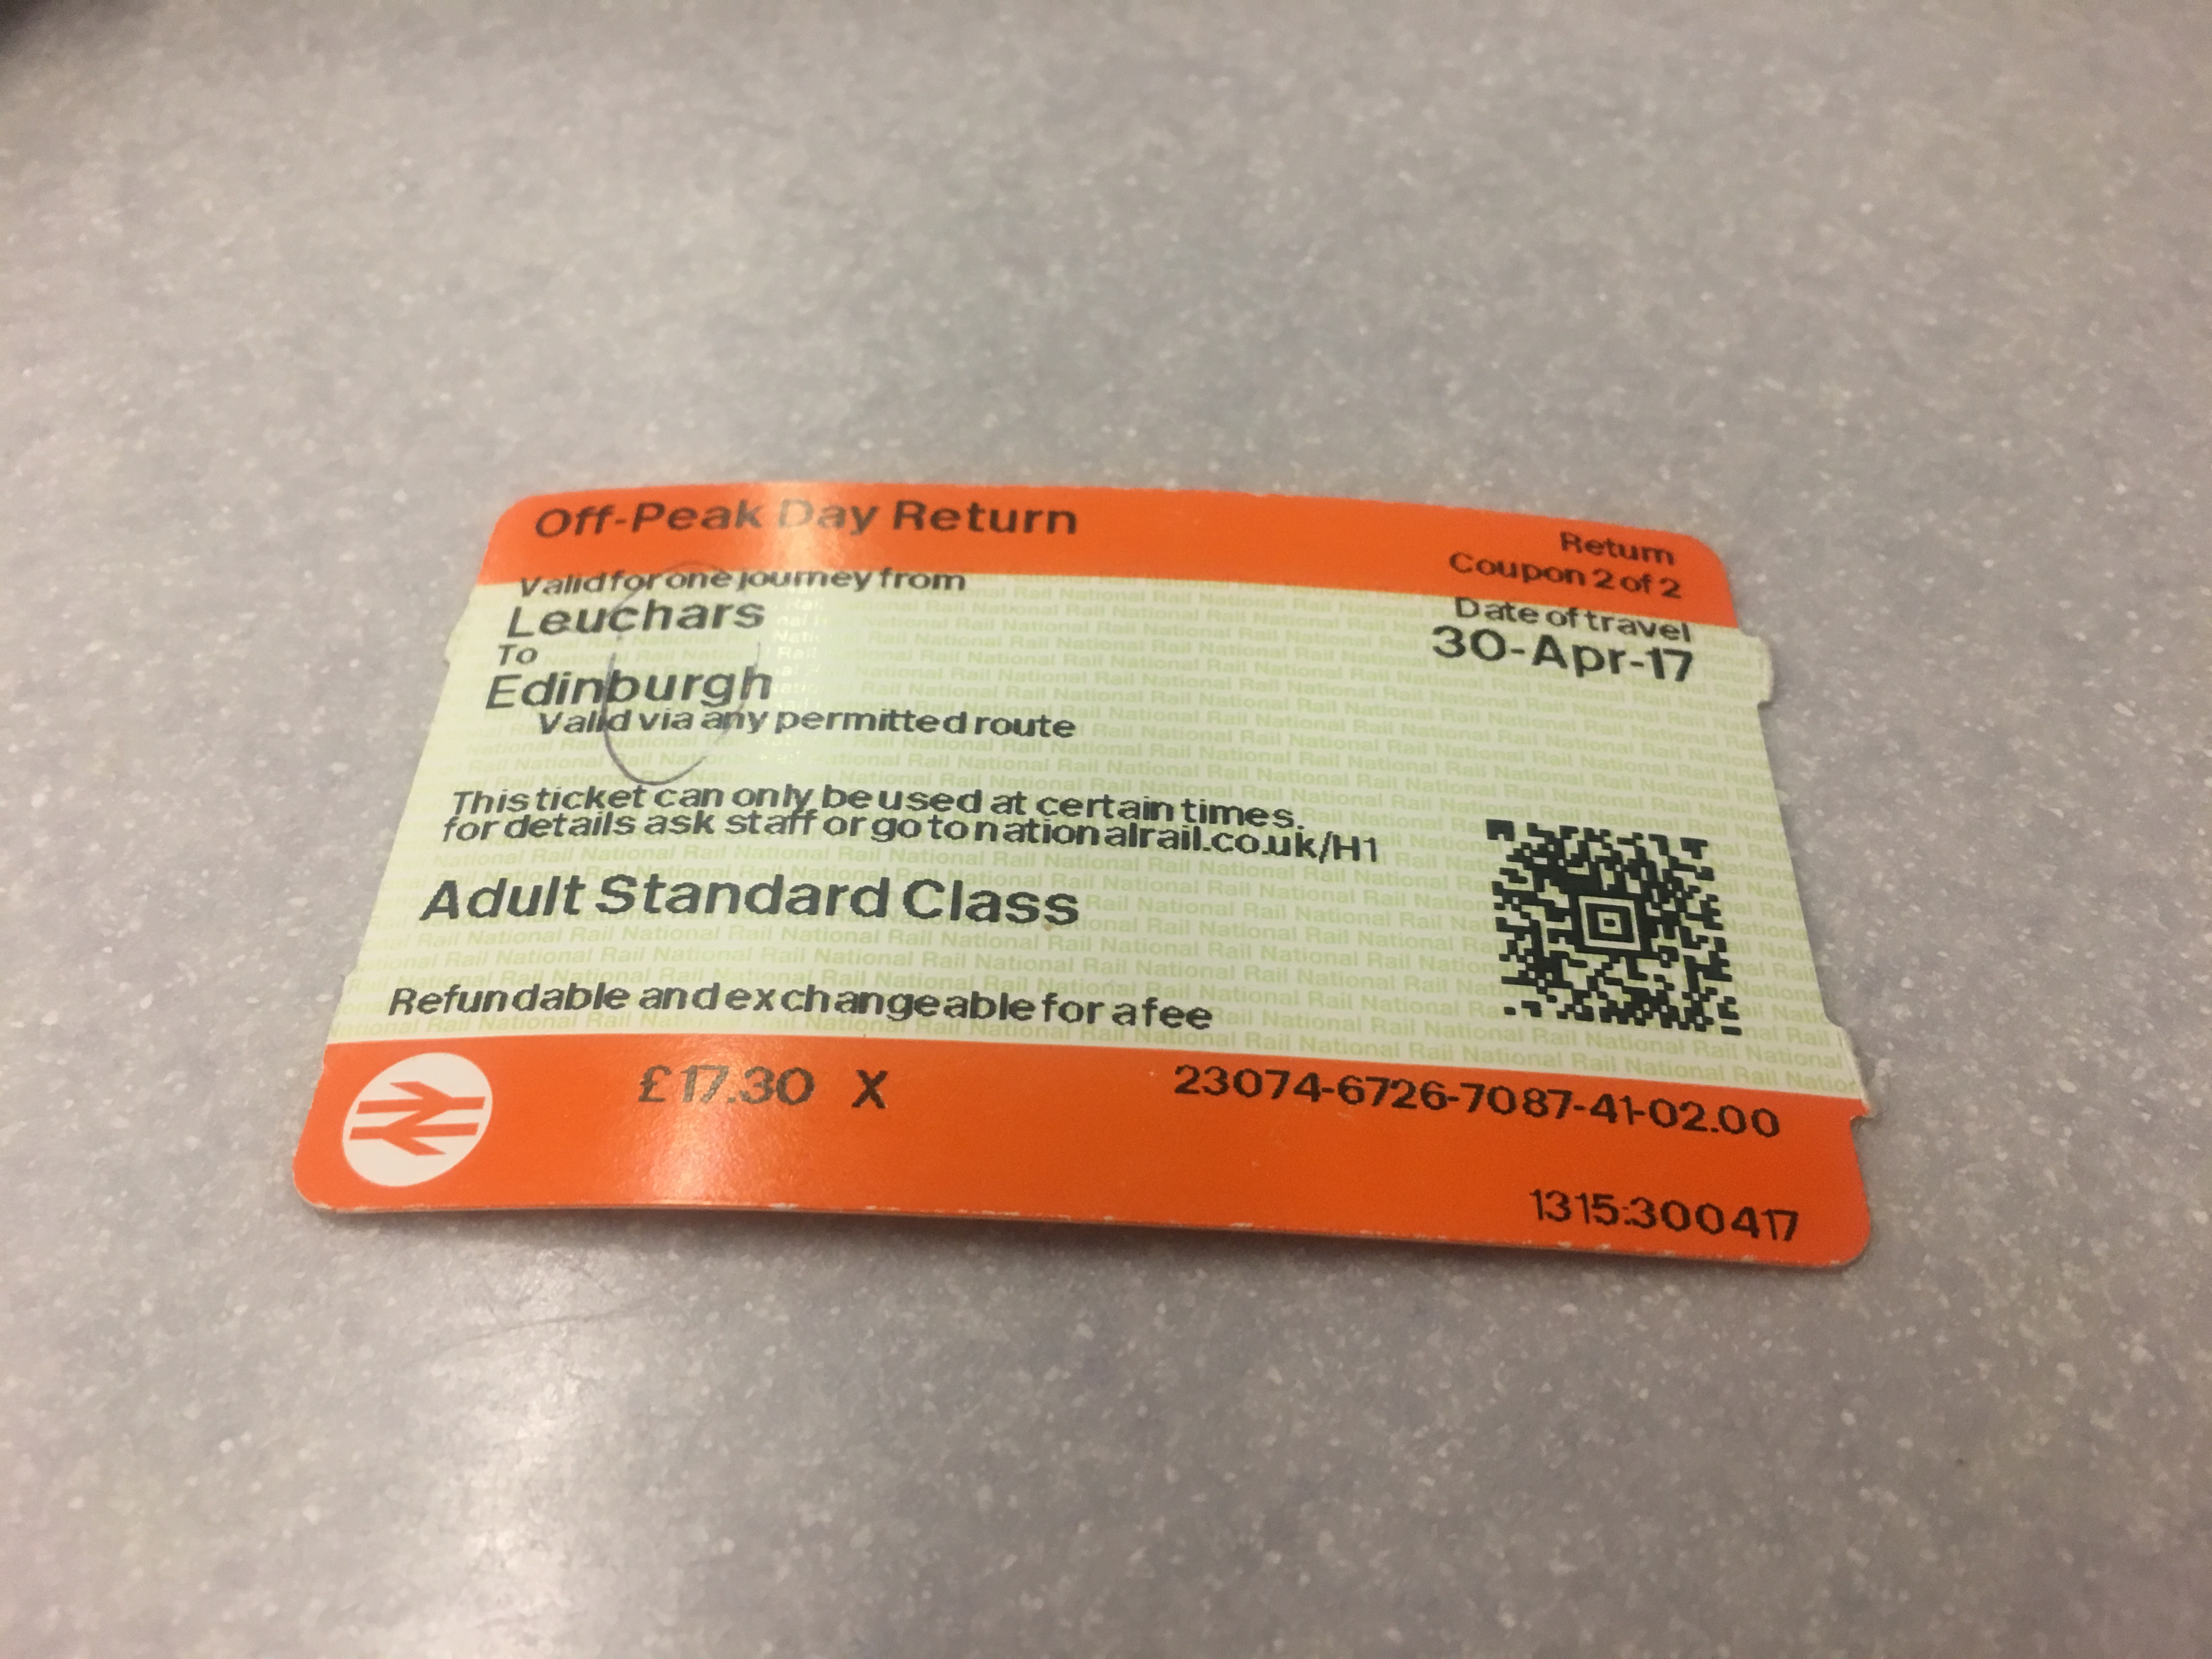 Off-Peak Day Return
Return
Coupon 2 of 2
Valid for one journey from
Leuchars
To
Edinburgh
Valid via any permitted route
Date of travel
30-Apr-17
This ticket can only be used at certain times.
for details ask staff or go to nationalrail.co.uk/H1
Adult Standard Class
Refundable and exchangeable for a fee
£17.30 X
23074-6726-7087-41-02.00
1315:300417